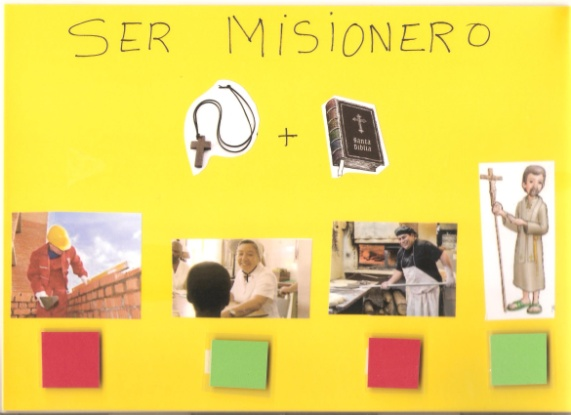 SER MISIONERO
+
Santa
Biblia